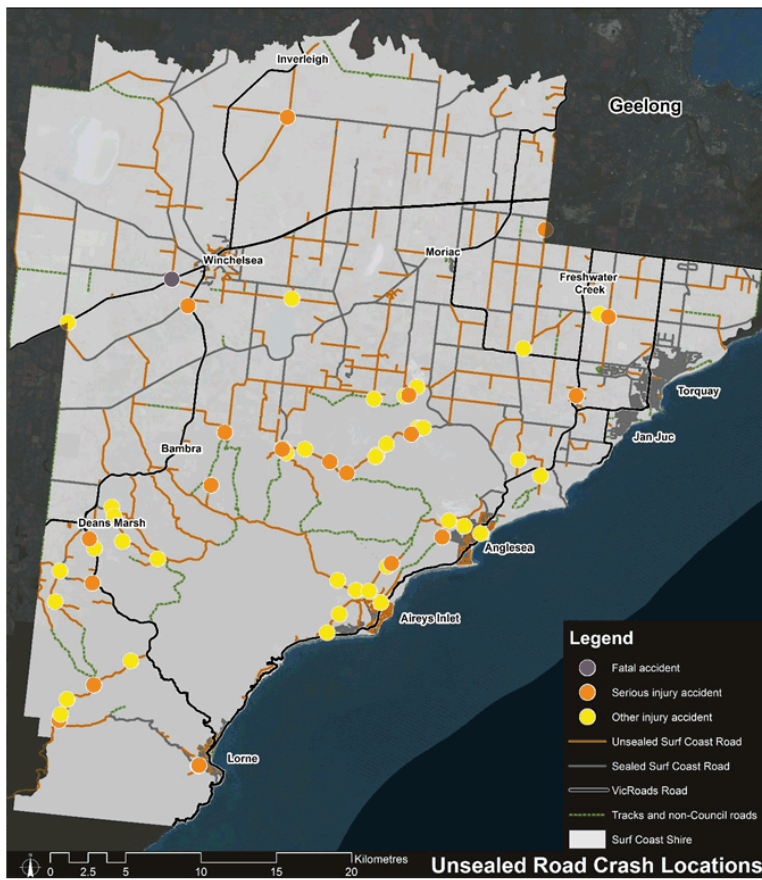 Inverleigh
Geelong
Winchelsea
Moriac
Freshwater
Creek
Torquay
Jan Juc
Bambra
Deans Marsh
Anglesea
Aireys Inlet
Lorne
Legend
Fatal accident
Serious injury accident
Other injury accident
Unsealed Surf Coast Road
Sealed Surf Coast Road
VicRoads Road
Tracks and non-Council roads
Surf Coast Shire
Kilometres
0 2.5 5 10 15 20
Unsealed Road Crash Locations